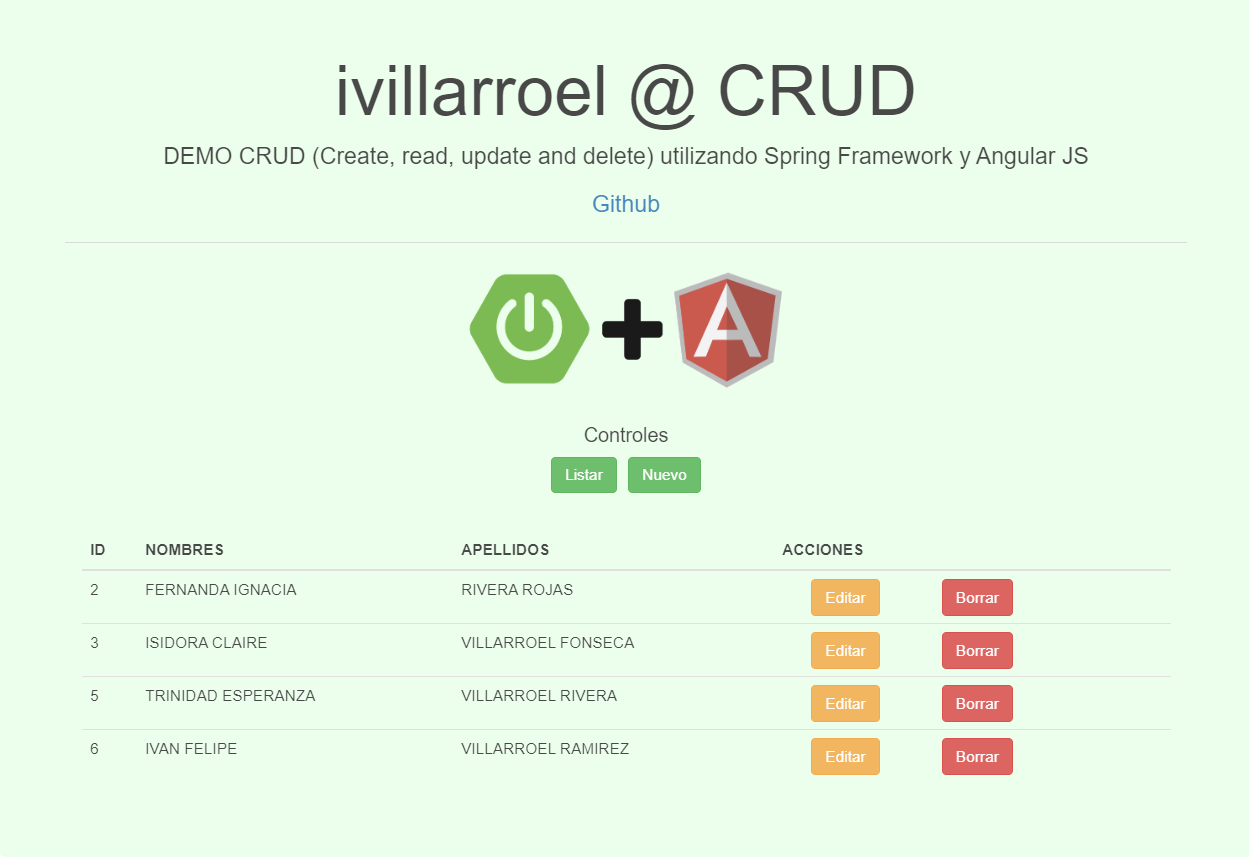 ivillarroel @ CRUD
DEMO CRUD (Create, read, update and delete) utilizando Spring Framework y Angular JS
Github
A
Controles
Listar Nuevo
ID NOMBRES APELLIDOS ACCIONES
2 FERNANDA IGNACIA RIVERA ROJAS Editar Borrar
3 ISIDORA CLAIRE VILLARROEL FONSECA Editar Borrar
5 TRINIDAD ESPERANZA VILLARROEL RIVERA Editar Borrar
6 IVAN FELIPE VILLARROEL RAMIREZ Editar Borrar